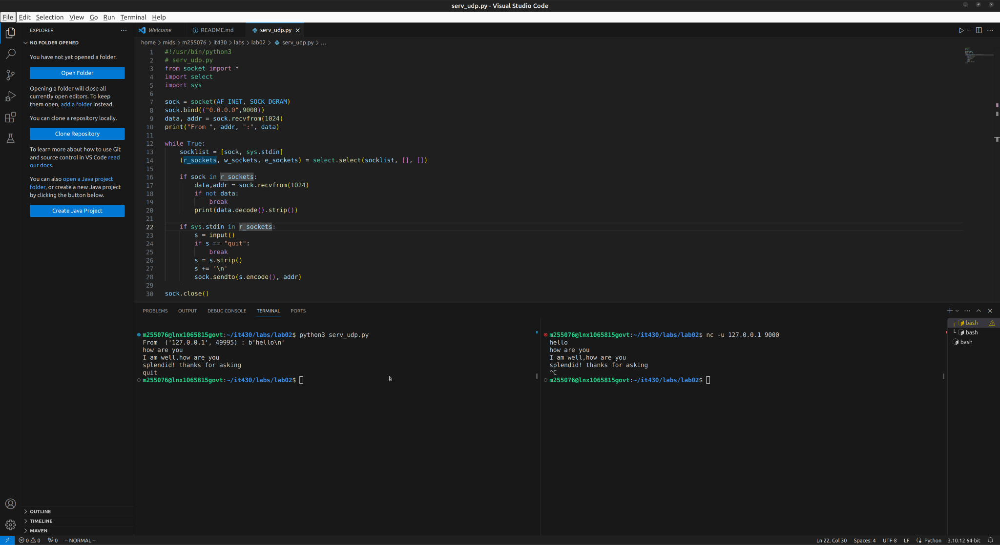 serv_udp.py - Visual Studio Code
File Edit Selection View Go Run Terminal Help
EXPLORER
NO FOLDER OPENED
You have not yet opened a folder.
Open Folder
Opening a folder will close all
currently open editors. To keep
them open, add a folder instead.
You can clone a repository locally.
Clone Repository
To learn more about how to use Git
and source control in VS Code read
our docs.
You can also open a Java project
folder, or create a new Java project
by clicking the button below.
Create Java Project
OUTLINE
TIMELINE
MAVEN
Welcome README.md serv_udp.py
home > mids > m255076 > it430 > labs > lab02 > serv_udp.py > ...
1 #!/usr/bin/python3
2 # serv_udp.py
3 from socket import *
4 import select
5 import sys
6
7 sock = socket(AF_INET, SOCK_DGRAM)
8 sock.bind(("0.0.0.0",9000))
9 data, addr = sock.recvfrom(1024)
10 print("From ", addr, ":", data)
11
12 while True:
13     socklist = [sock, sys.stdin]
14     (r_sockets, w_sockets, e_sockets) = select.select(socklist, [], [])
15
16     if sock in r_sockets:
17         data,addr = sock.recvfrom(1024)
18         if not data:
19             break
20         print(data.decode().strip())
21
22     if sys.stdin in r_sockets:
23         s = input()
24         if s == "quit":
25             break
26         s = s.strip()
27         s += '\n'
28         sock.sendto(s.encode(), addr)
29
30 sock.close()
PROBLEMS OUTPUT DEBUG CONSOLE TERMINAL PORTS
m255076@lnx1065815govt:~/it430/labs/lab02$ python3 serv_udp.py
From  ('127.0.0.1', 49995) : b'hello\n'
how are you
I am well,how are you
splendid! thanks for asking
quit
m255076@lnx1065815govt:~/it430/labs/lab02$
m255076@lnx1065815govt:~/it430/labs/lab02$ nc -u 127.0.0.1 9000
hello
how are you
I am well,how are you
splendid! thanks for asking
^C
m255076@lnx1065815govt:~/it430/labs/lab02$
bash
bash
bash
0 0 0 -- NORMAL --
Ln 22, Col 30 Spaces: 4 UTF-8 LF Python 3.10.12 64-bit